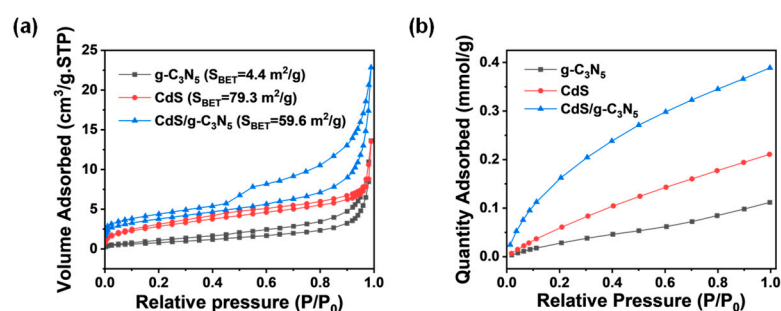 (a)
Volume Adsorbed (cm³/g.STP)
25
20
15
10
5
0
g-C₃N₅ (S_BET=4.4 m²/g)
CdS (S_BET=79.3 m²/g)
CdS/g-C₃N₅ (S_BET=59.6 m²/g)
0.0 0.2 0.4 0.6 0.8 1.0
Relative pressure (P/P₀)
(b)
Quantity Adsorbed (mmol/g)
0.4
0.3
0.2
0.1
0.0
g-C₃N₅
CdS
CdS/g-C₃N₅
0.0 0.2 0.4 0.6 0.8 1.0
Relative Pressure (P/P₀)